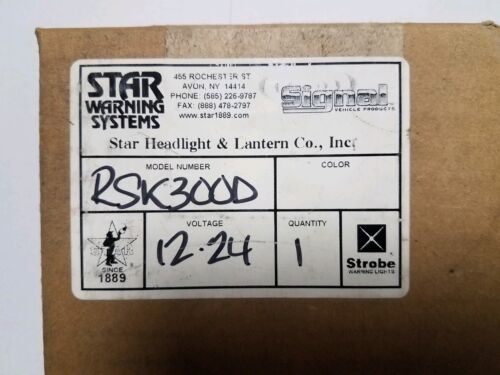 STAR
WARNING
SYSTEMS
455 ROCHESTER ST
AVON, NY 14414
PHONE: (585) 226-9787
FAX: (888) 478-2797
www.star1889.com
Signal
VEHICLE PRODUCTS
Star Headlight & Lantern Co., Inc.
MODEL NUMBER
RSK300D
COLOR
STAR
SINCE
1889
VOLTAGE
12-24
QUANTITY
1
Strobe
WARNING LIGHTS